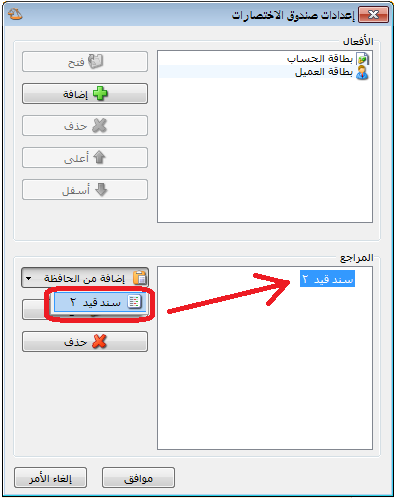 إعدادات صندوق الاختصارات
الأفعال
بطاقة الحساب
بطاقة العميل
فتح
إضافة
حذف
أعلى
أسفل
المراجع
سند قيد ٢
إضافة من الحافظة
سند قيد ٢
حذف
موافق
إلغاء الأمر